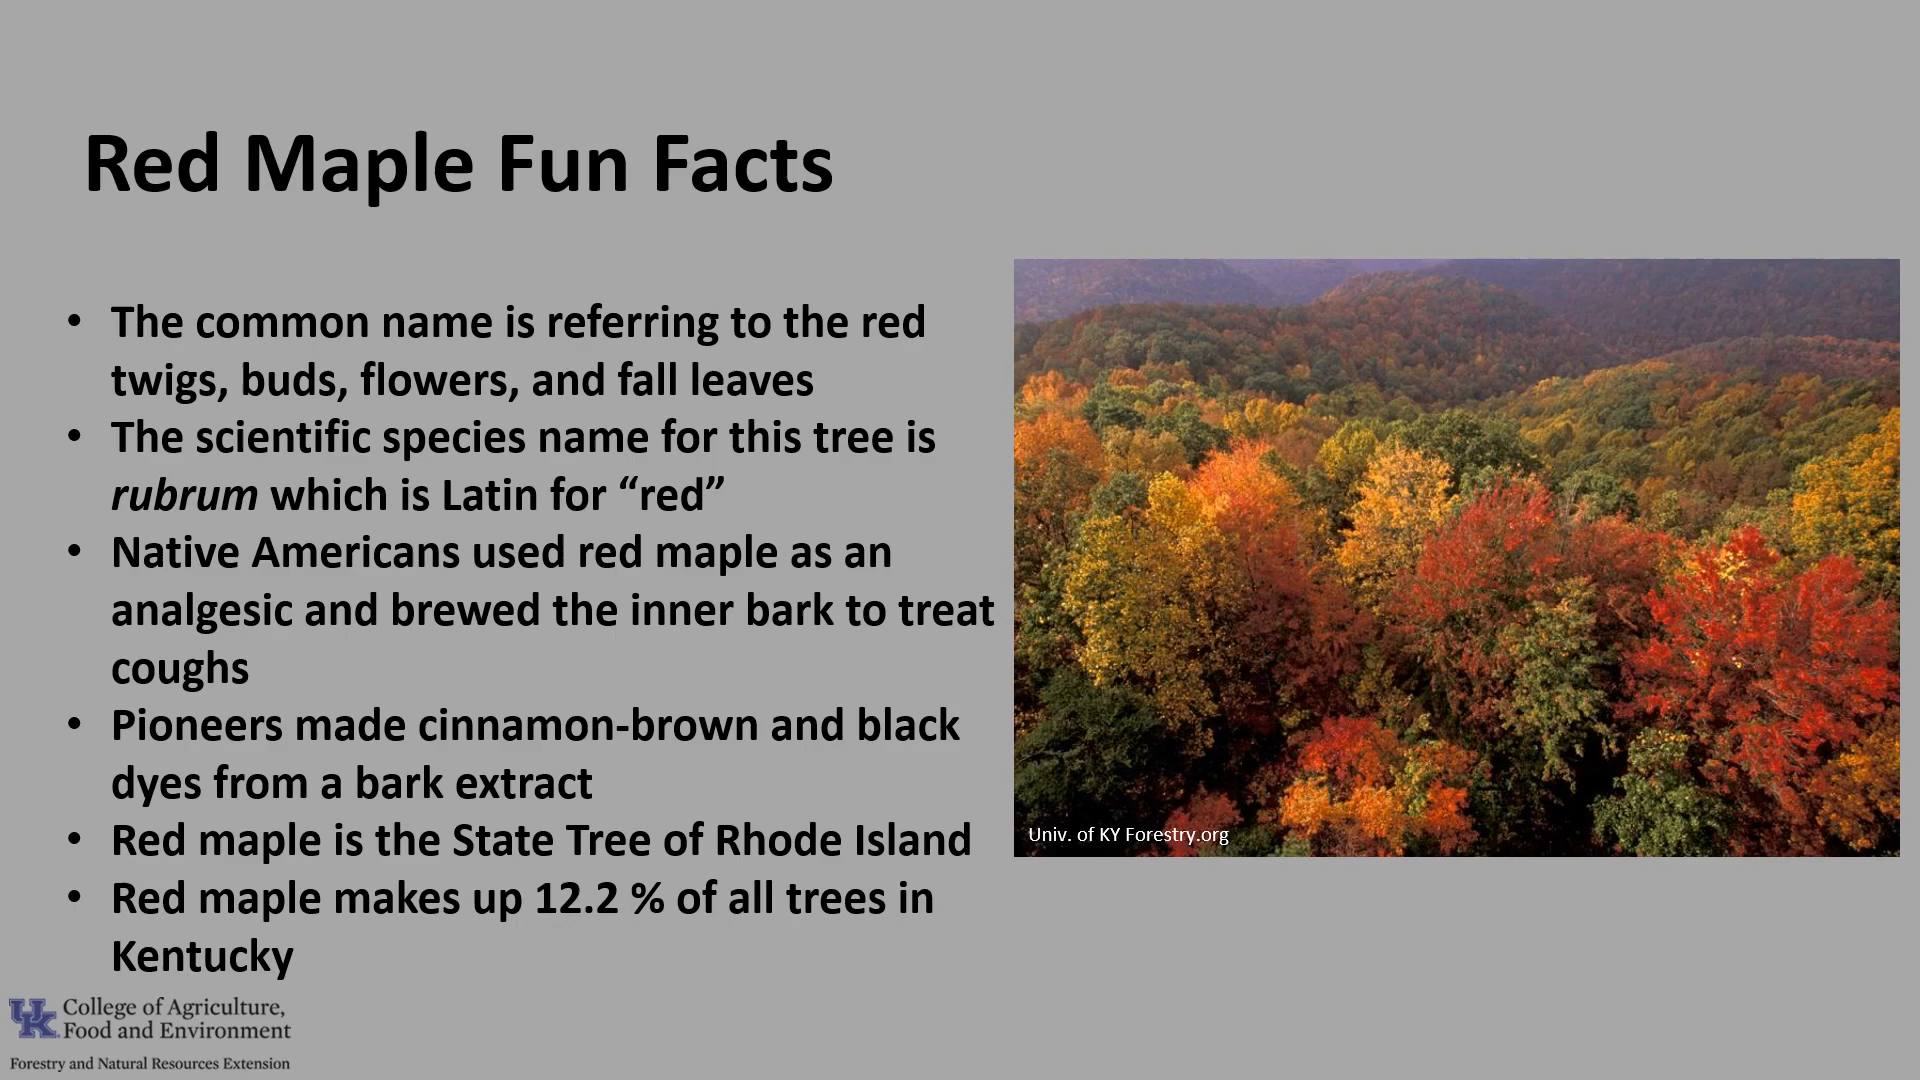 Red Maple Fun Facts
• The common name is referring to the red
twigs, buds, flowers, and fall leaves
• The scientific species name for this tree is
rubrum which is Latin for “red”
• Native Americans used red maple as an
analgesic and brewed the inner bark to treat
coughs
• Pioneers made cinnamon-brown and black
dyes from a bark extract
• Red maple is the State Tree of Rhode Island
• Red maple makes up 12.2 % of all trees in
Kentucky
Univ. of KY Forestry.org
UK College of Agriculture,
Food and Environment
Forestry and Natural Resources Extension